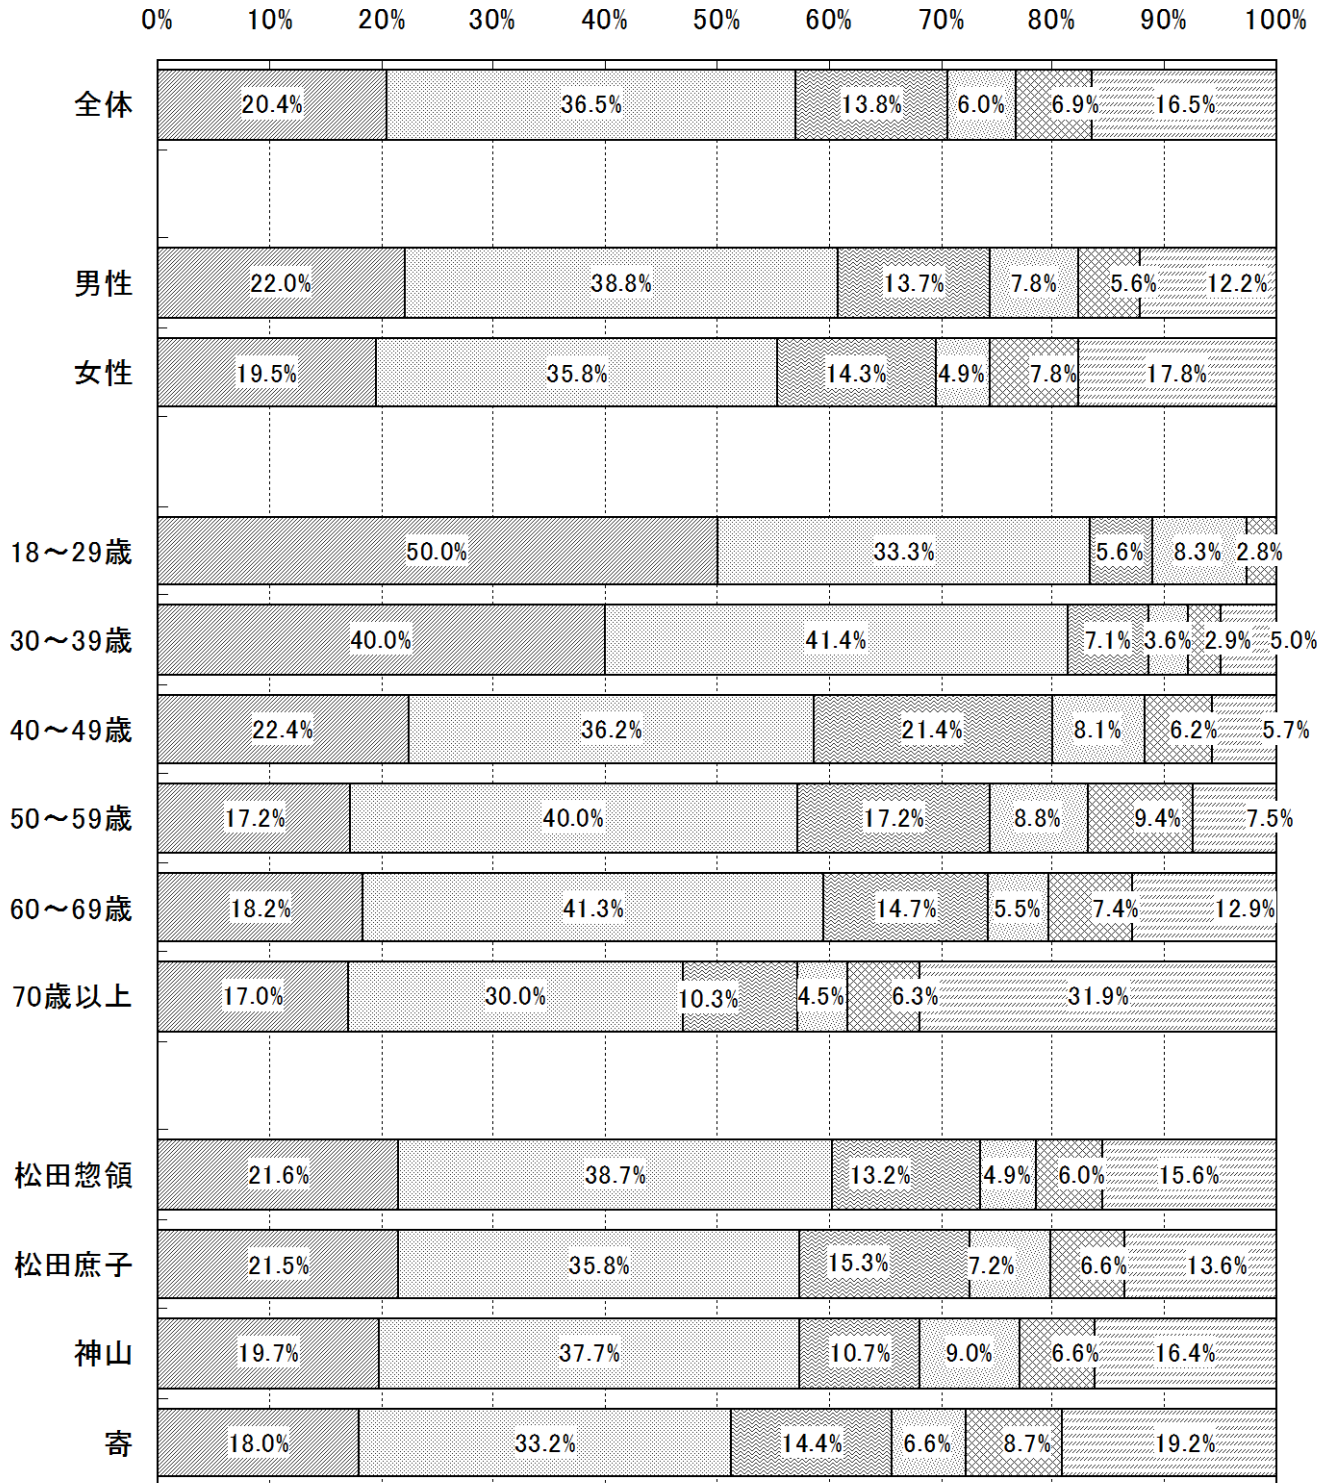 0% 10% 20% 30% 40% 50% 60% 70% 80% 90% 100%
全体 20.4% 36.5% 13.8% 6.0% 6.9% 16.5%
男性 22.0% 38.8% 13.7% 7.8% 5.6% 12.2%
女性 19.5% 35.8% 14.3% 4.9% 7.8% 17.8%
18～29歳 50.0% 33.3% 5.6% 8.3% 2.8%
30～39歳 40.0% 41.4% 7.1% 3.6% 2.9% 5.0%
40～49歳 22.4% 36.2% 21.4% 8.1% 6.2% 5.7%
50～59歳 17.2% 40.0% 17.2% 8.8% 9.4% 7.5%
60～69歳 18.2% 41.3% 14.7% 5.5% 7.4% 12.9%
70歳以上 17.0% 30.0% 10.3% 4.5% 6.3% 31.9%
松田惣領 21.6% 38.7% 13.2% 4.9% 6.0% 15.6%
松田庶子 21.5% 35.8% 15.3% 7.2% 6.6% 13.6%
神山 19.7% 37.7% 10.7% 9.0% 6.6% 16.4%
寄 18.0% 33.2% 14.4% 6.6% 8.7% 19.2%